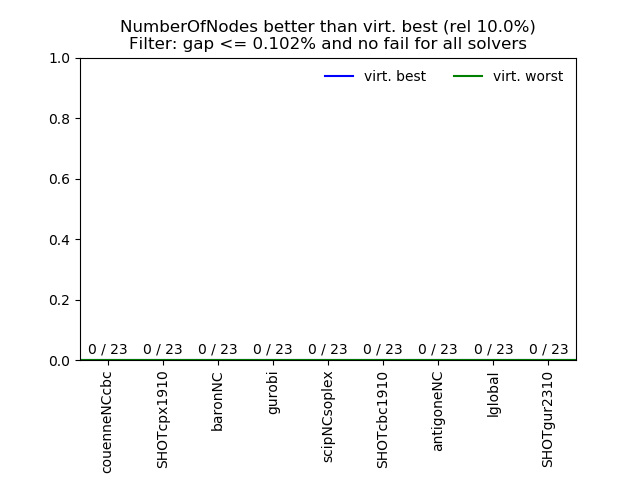 NumberOfNodes better than virt. best (rel 10.0%)
Filter: gap <= 0.102% and no fail for all solvers
virt. best
virt. worst
1.0
0.8
0.6
0.4
0.2
0.0
0 / 23
0 / 23
0 / 23
0 / 23
0 / 23
0 / 23
0 / 23
0 / 23
0 / 23
couenneNCcbc
SHOTcpx1910
baronNC
gurobi
scipNCsoplex
SHOTcbc1910
antigoneNC
lglobal
SHOTgur2310